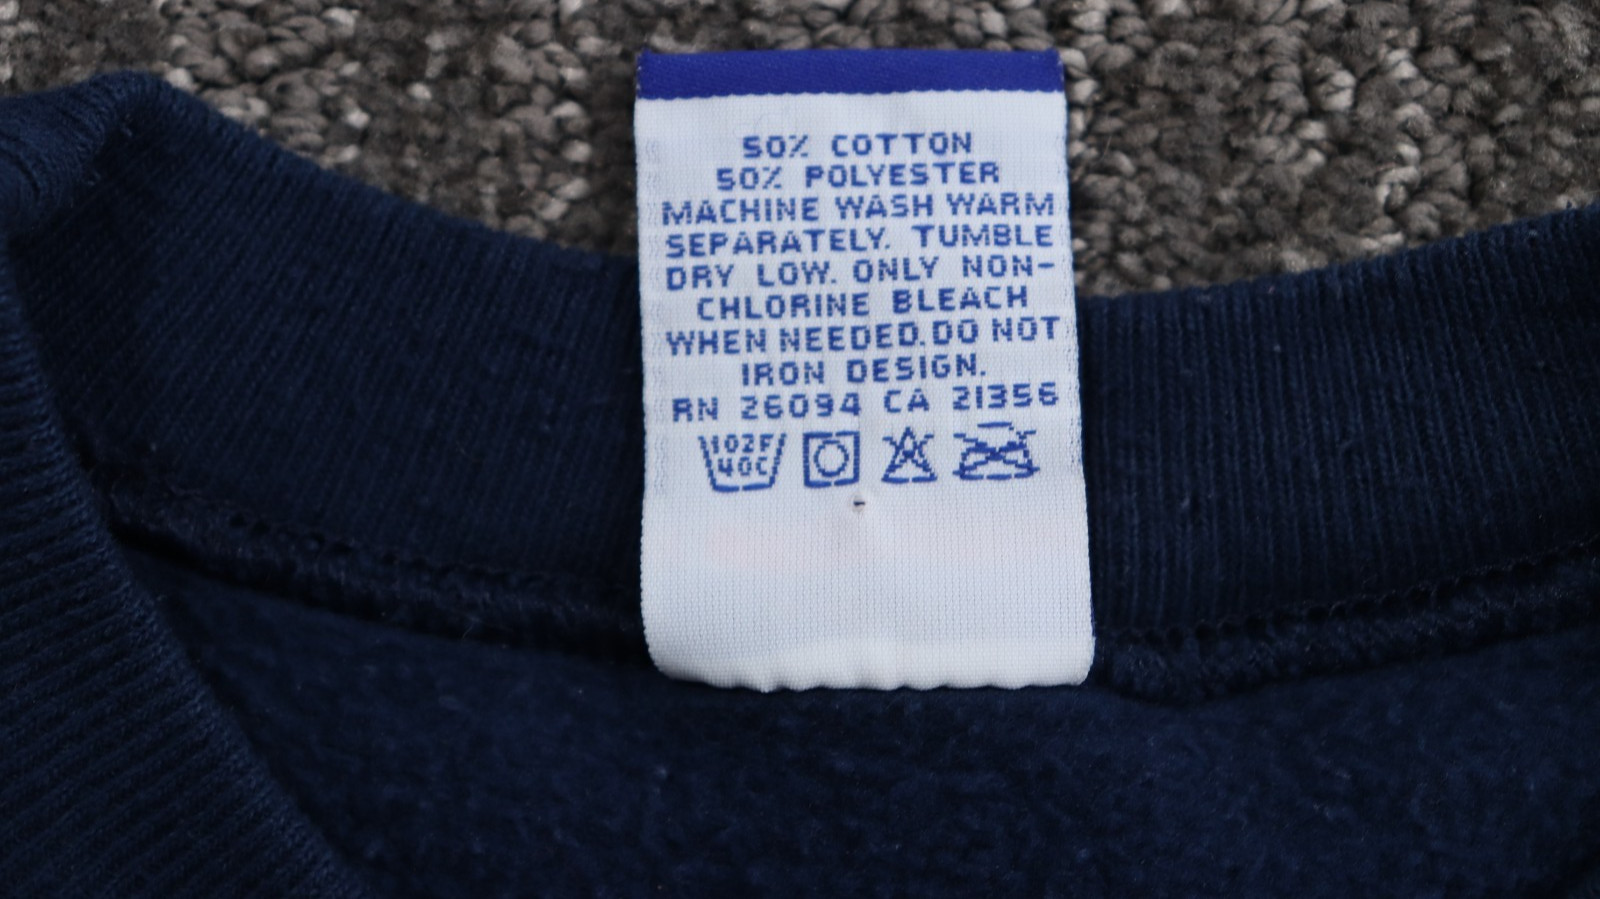 50% COTTON
50% POLYESTER
MACHINE WASH WARM
SEPARATELY. TUMBLE
DRY LOW. ONLY NON-
CHLORINE BLEACH
WHEN NEEDED. DO NOT
IRON DESIGN.
RN 26094 CA 21356
102F
40C